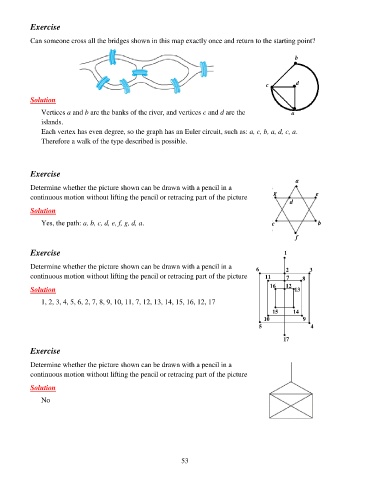 Exercise
Can someone cross all the bridges shown in this map exactly once and return to the starting point?
b
c
d
a
Solution
Vertices a and b are the banks of the river, and vertices c and d are the
islands.
Each vertex has even degree, so the graph has an Euler circuit, such as: a, c, b, a, d, c, a.
Therefore a walk of the type described is possible.
Exercise
Determine whether the picture shown can be drawn with a pencil in a
continuous motion without lifting the pencil or retracing part of the picture
a
g
e
d
c
b
f
Solution
Yes, the path: a, b, c, d, e, f, g, d, a.
Exercise
Determine whether the picture shown can be drawn with a pencil in a
continuous motion without lifting the pencil or retracing part of the picture
1
6 2 3
11 7 8
16 12 13
15 14
10 9
5 4
17
Solution
1, 2, 3, 4, 5, 6, 2, 7, 8, 9, 10, 11, 7, 12, 13, 14, 15, 16, 12, 17
Exercise
Determine whether the picture shown can be drawn with a pencil in a
continuous motion without lifting the pencil or retracing part of the picture
Solution
No
53